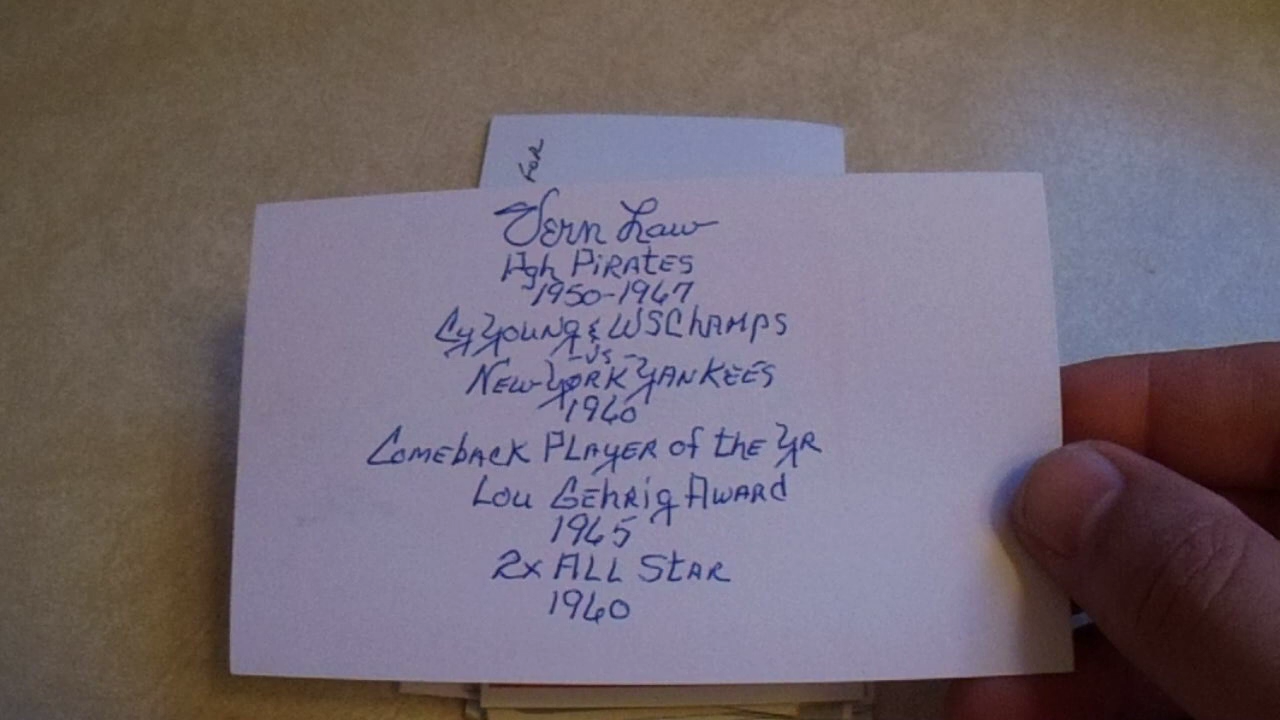 FOR
Vern Law
Pgh PiRATES
1950-1967
Cy Young & WS ChAMPS
-vs-
NEW YORK YANKEES
1960
COMEbACK PLAyER of thE YR
Lou GEhRig AWARd
1965
2x ALL StAR
1960